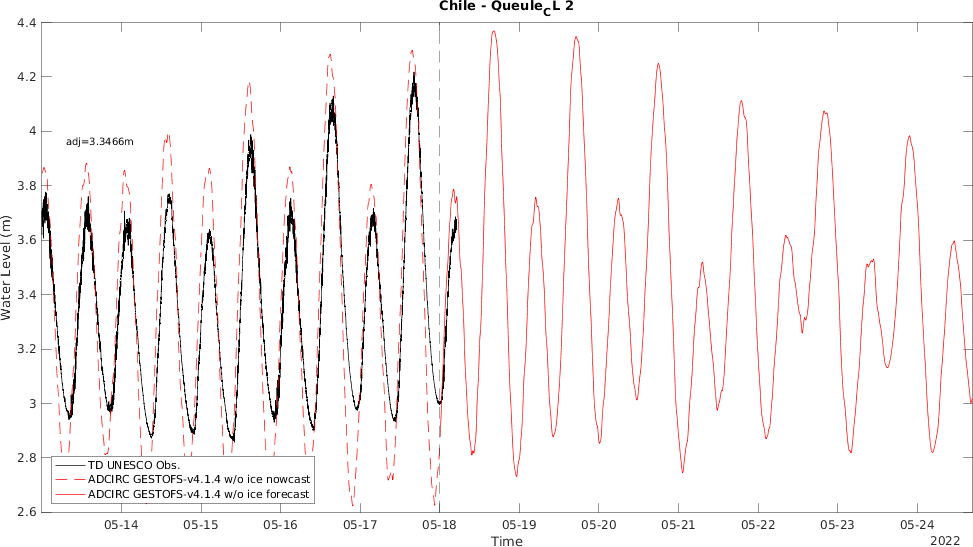 Chile - Queule_CL 2
4.4
4.2
4
3.8
3.6
3.4
3.2
3
2.8
2.6
Water Level (m)
adj=3.3466m
TD UNESCO Obs.
ADCIRC GESTOFS-v4.1.4 w/o ice nowcast
ADCIRC GESTOFS-v4.1.4 w/o ice forecast
05-14 05-15 05-16 05-17 05-18 05-19 05-20 05-21 05-22 05-23 05-24
Time
2022